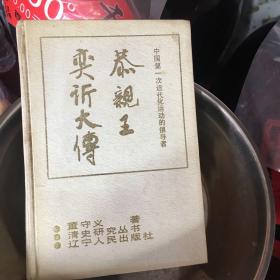 中国第一次近代化运动的倡导者
恭親王
奕訢大傳
董守义 著
清史研究丛书
辽宁人民出版社